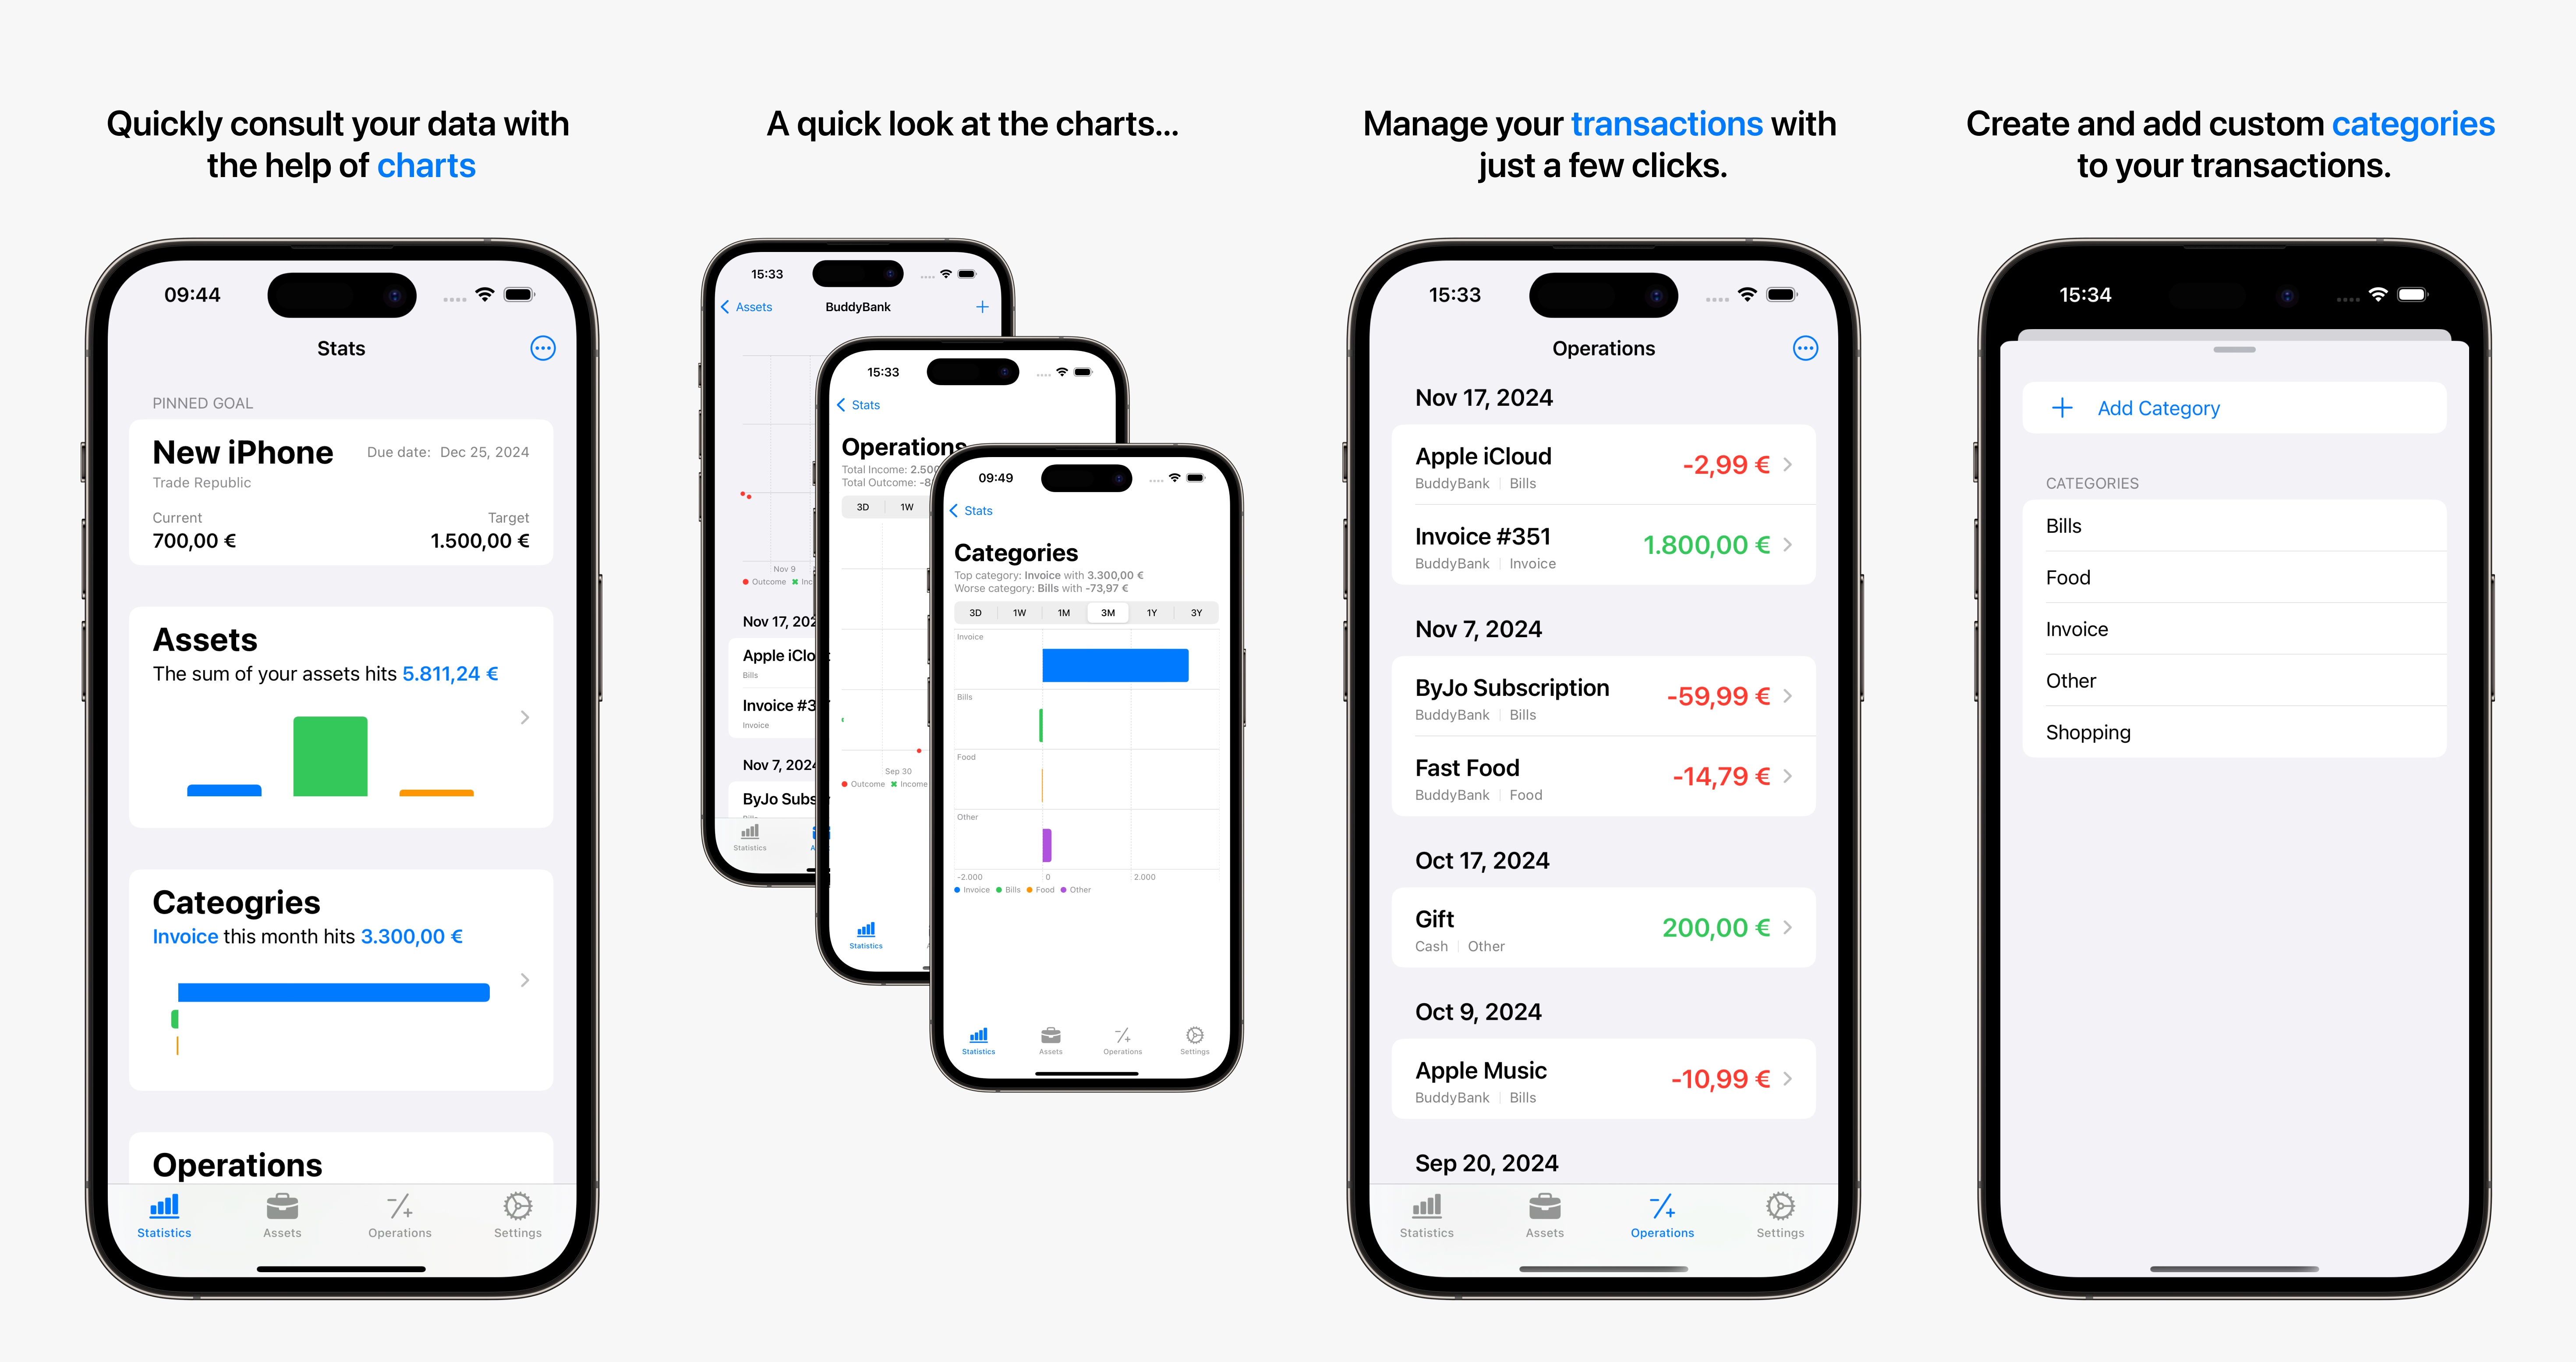 Quickly consult your data with
the help of charts
09:44
Stats
PINNED GOAL
New iPhone
Due date: Dec 25, 2024
Trade Republic
Current
Target
700,00 €
1.500,00 €
Assets
The sum of your assets hits 5.811,24 €
Cateogries
Invoice this month hits 3.300,00 €
Operations
Statistics
Assets
Operations
Settings
A quick look at the charts...
15:33
Assets
BuddyBank
Nov 9
Outcome
Nov 17, 202
Apple iClo
Bills
Invoice #3
Invoice
Nov 7, 2024
ByJo Subs
Statistics
15:33
Stats
Operations
Total Income: 2.500
Total Outcome: -8
3D
1W
Sep 30
Outcome
Income
Statistics
09:49
Stats
Categories
Top category: Invoice with 3.300,00 €
Worse category: Bills with -73,97 €
3D
1W
1M
3M
1Y
3Y
Invoice
Bills
Food
Other
-2.000
0
2.000
Invoice
Bills
Food
Other
Statistics
Assets
Operations
Settings
Manage your transactions with
just a few clicks.
15:33
Operations
Nov 17, 2024
Apple iCloud
BuddyBank | Bills
-2,99 €
Invoice #351
BuddyBank | Invoice
1.800,00 €
Nov 7, 2024
ByJo Subscription
BuddyBank | Bills
-59,99 €
Fast Food
BuddyBank | Food
-14,79 €
Oct 17, 2024
Gift
Cash | Other
200,00 €
Oct 9, 2024
Apple Music
BuddyBank | Bills
-10,99 €
Sep 20, 2024
Statistics
Assets
Operations
Settings
Create and add custom categories
to your transactions.
15:34
Add Category
CATEGORIES
Bills
Food
Invoice
Other
Shopping